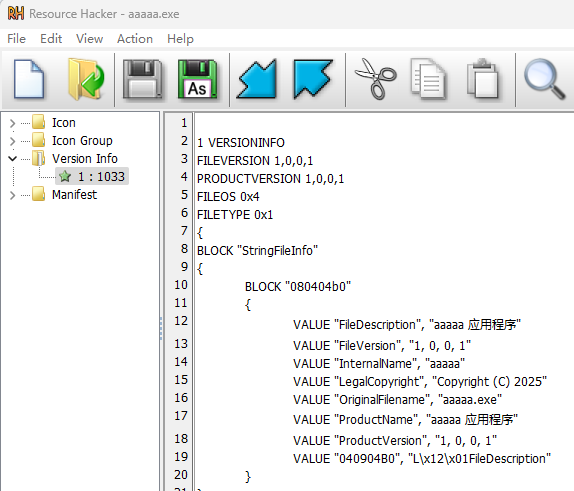 Resource Hacker - aaaaa.exe
File Edit View Action Help
As
Icon
Icon Group
Version Info
1 : 1033
Manifest
1
2 1 VERSIONINFO
3 FILEVERSION 1,0,0,1
4 PRODUCTVERSION 1,0,0,1
5 FILEOS 0x4
6 FILETYPE 0x1
7 {
8 BLOCK "StringFileInfo"
9 {
10 BLOCK "080404b0"
11 {
12 VALUE "FileDescription", "aaaaa 应用程序"
13 VALUE "FileVersion", "1, 0, 0, 1"
14 VALUE "InternalName", "aaaaa"
15 VALUE "LegalCopyright", "Copyright (C) 2025"
16 VALUE "OriginalFilename", "aaaaa.exe"
17 VALUE "ProductName", "aaaaa 应用程序"
18 VALUE "ProductVersion", "1, 0, 0, 1"
19 VALUE "040904B0", "L\x12\x01FileDescription"
20 }